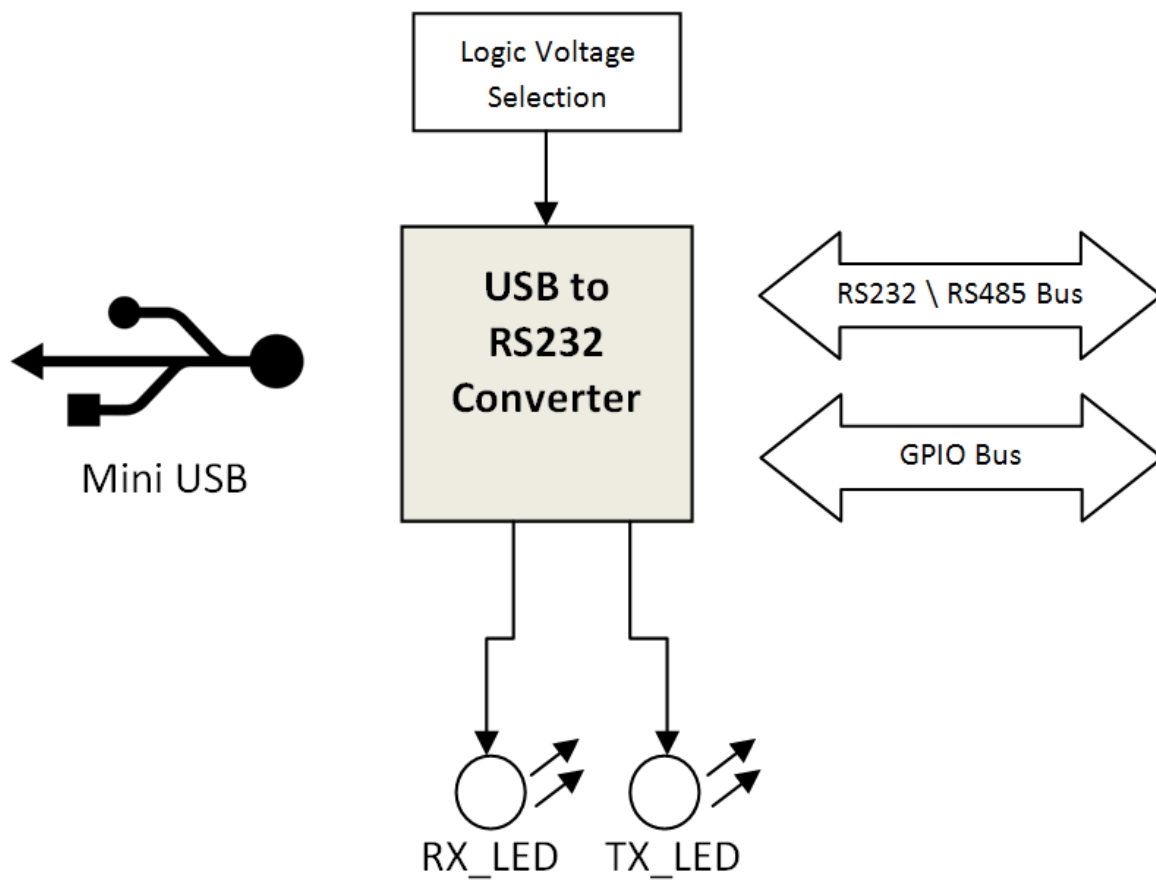 Logic Voltage
Selection
USB to
RS232
Converter
Mini USB
RS232 \ RS485 Bus
GPIO Bus
RX_LED
TX_LED